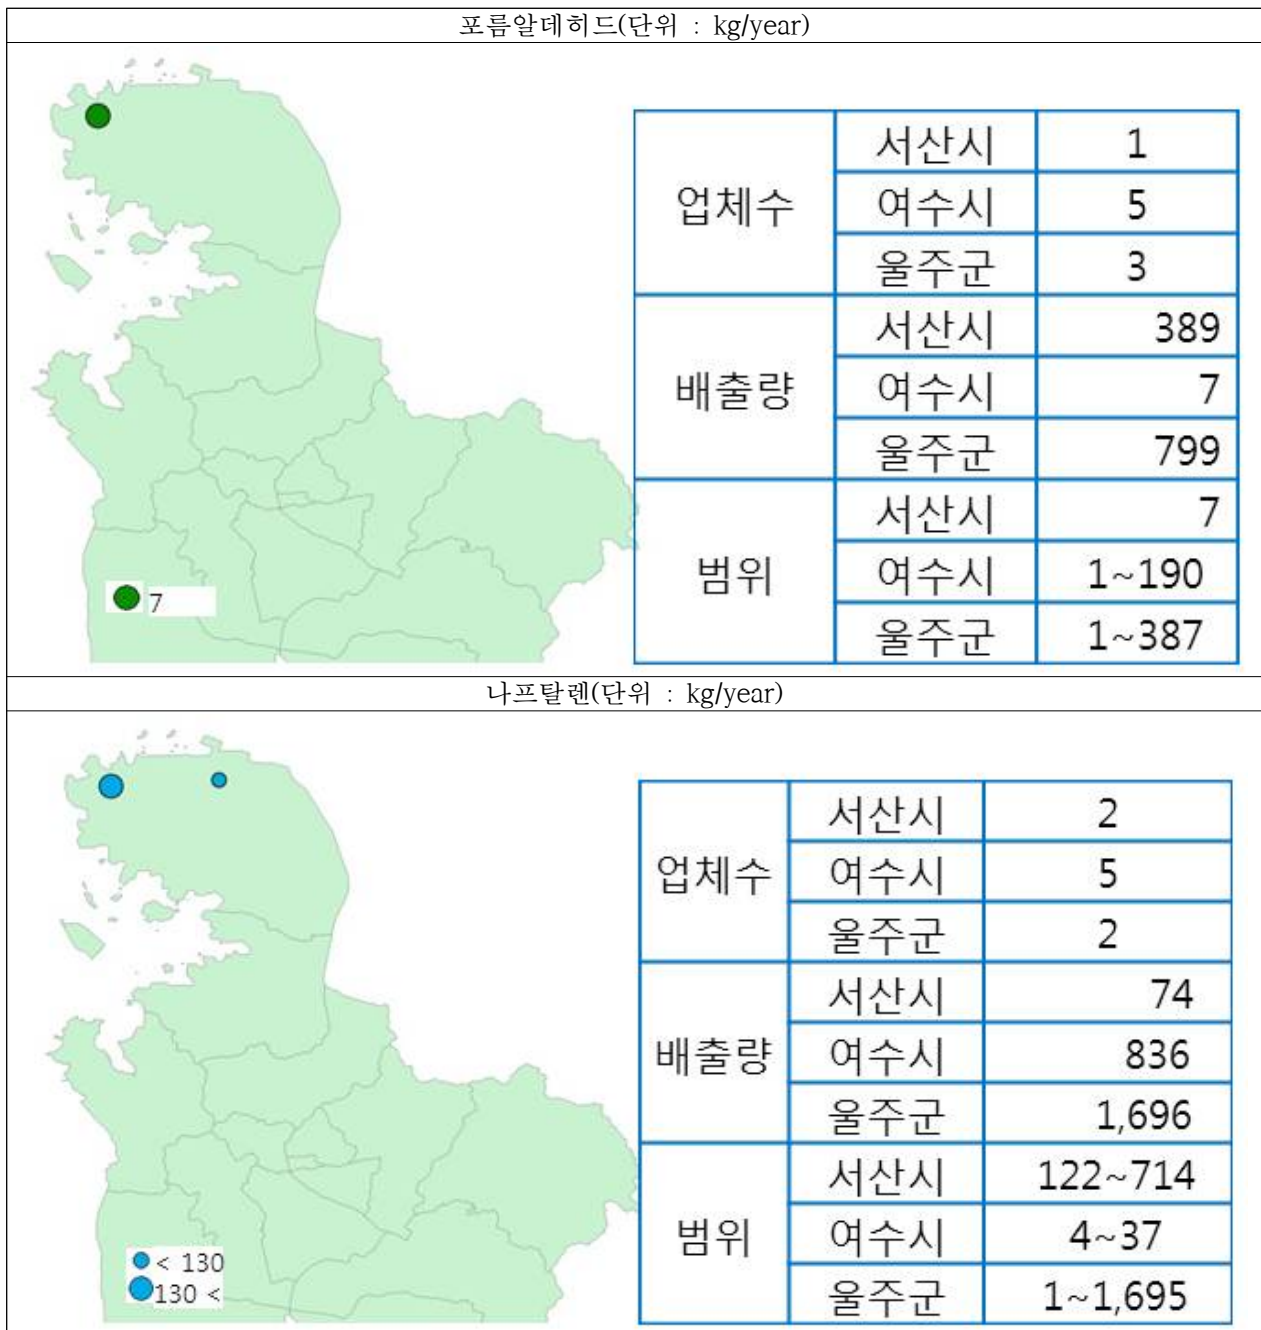 포름알데히드(단위 : kg/year)
업체수 서산시 1
여수시 5
울주군 3
배출량 서산시 389
여수시 7
울주군 799
범위 서산시 7
여수시 1~190
울주군 1~387
7
나프탈렌(단위 : kg/year)
업체수 서산시 2
여수시 5
울주군 2
배출량 서산시 74
여수시 836
울주군 1,696
범위 서산시 122~714
여수시 4~37
울주군 1~1,695
< 130
130 <